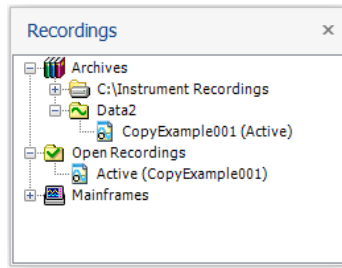 Recordings
Archives
C:\Instrument Recordings
Data2
CopyExample001 (Active)
Open Recordings
Active (CopyExample001)
Mainframes